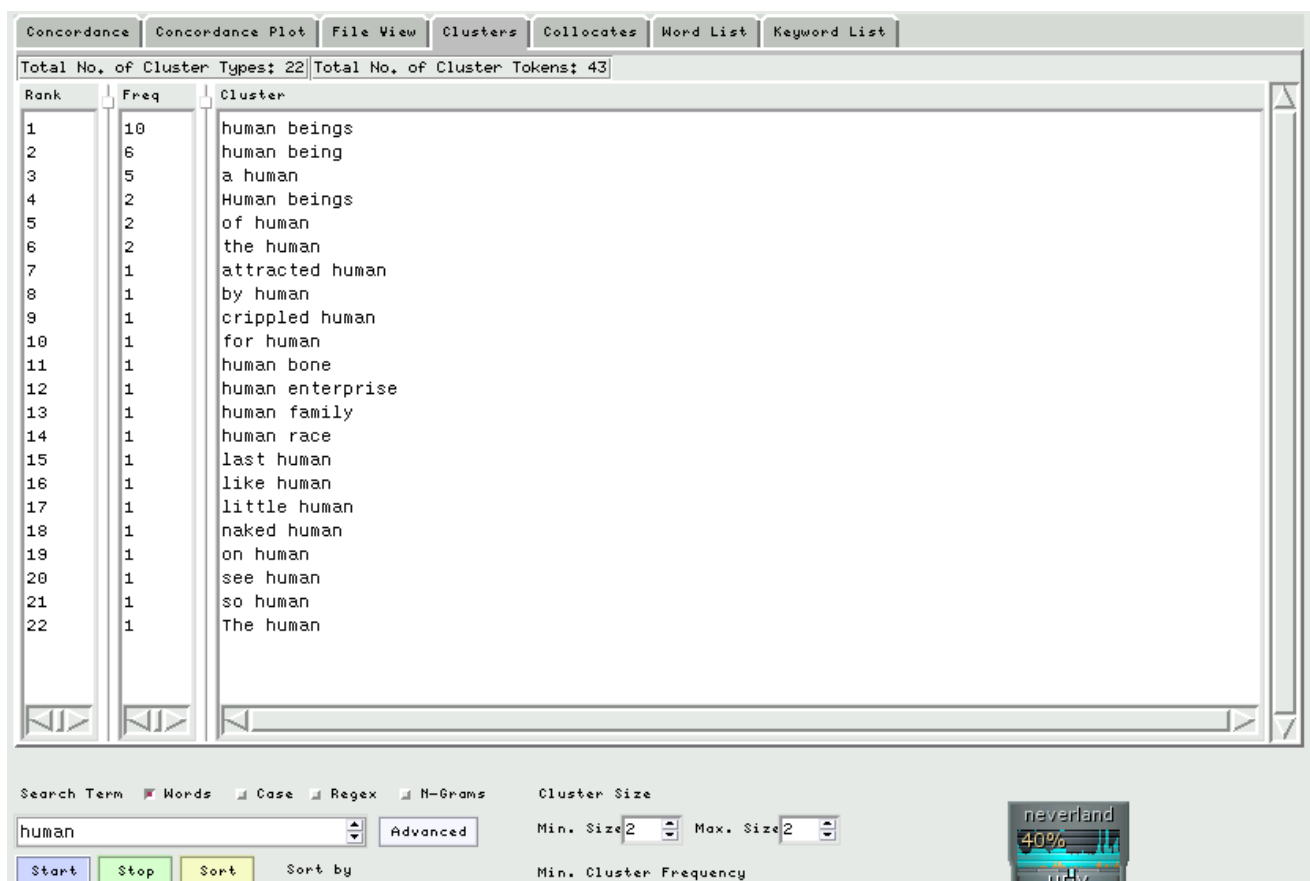 Concordance Concordance Plot File View Clusters Collocates Word List Keyword List
Total No. of Cluster Types: 22 Total No. of Cluster Tokens: 43
Rank Freq Cluster
1 10 human beings
2 6 human being
3 5 a human
4 2 Human beings
5 2 of human
6 2 the human
7 1 attracted human
8 1 by human
9 1 crippled human
10 1 for human
11 1 human bone
12 1 human enterprise
13 1 human family
14 1 human race
15 1 last human
16 1 like human
17 1 little human
18 1 naked human
19 1 on human
20 1 see human
21 1 so human
22 1 The human
Search Term Words Case Regex N-Grams Cluster Size
human Advanced Min. Size 2 Max. Size 2
neverland
40%
Start Stop Sort Sort by Min. Cluster Frequency